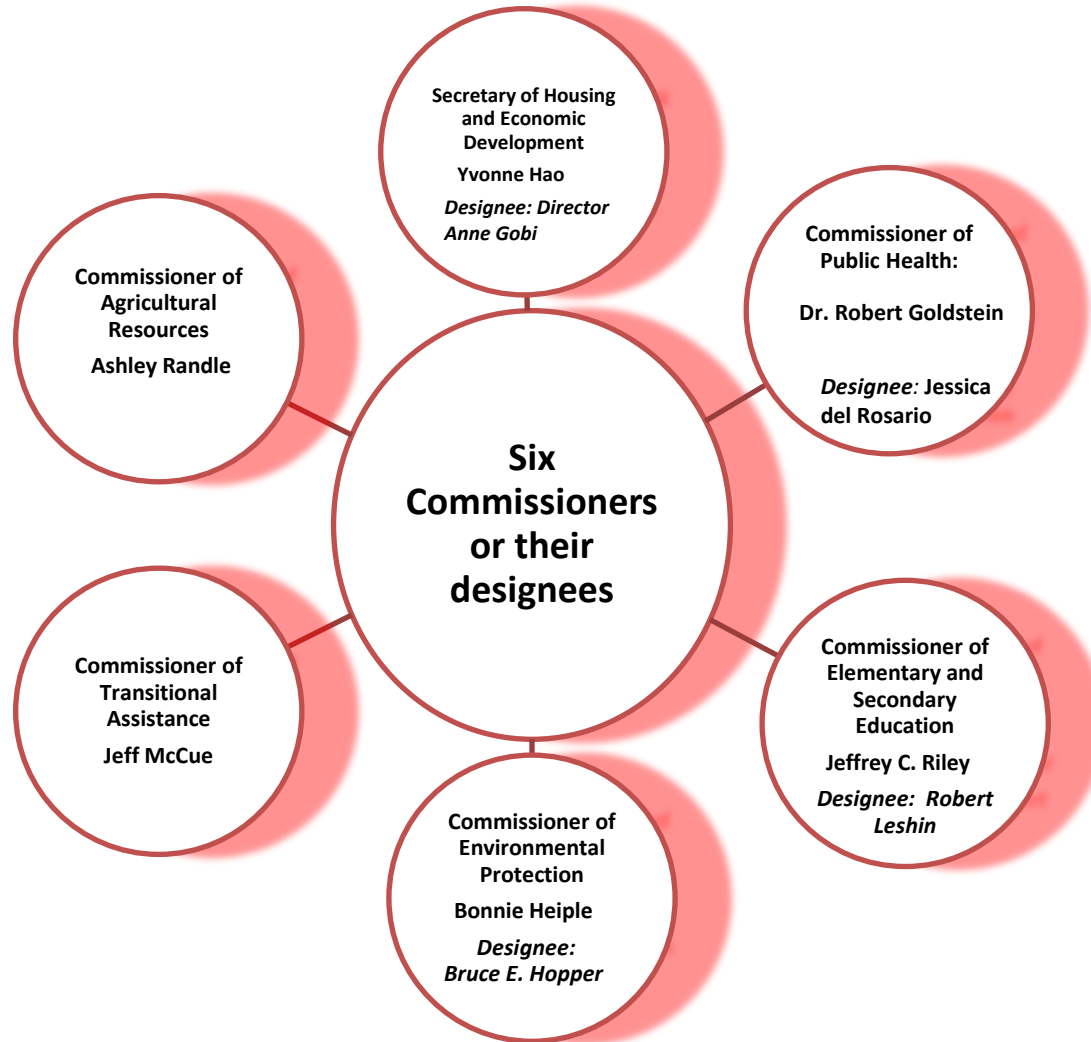 Secretary of Housing
and Economic
Development
Yvonne Hao
Designee: Director
Anne Gobi
Commissioner of
Public Health:
Dr. Robert Goldstein
Designee: Jessica
del Rosario
Commissioner of
Elementary and
Secondary
Education
Jeffrey C. Riley
Designee: Robert
Leshin
Commissioner of
Environmental
Protection
Bonnie Heiple
Designee:
Bruce E. Hopper
Commissioner of
Transitional
Assistance
Jeff McCue
Commissioner of
Agricultural
Resources
Ashley Randle
Six
Commissioners
or their
designees